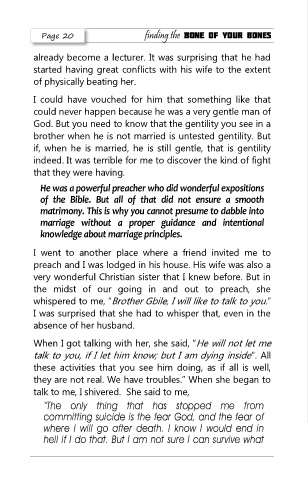 Page 20
finding the BONE OF YOUR BONES
already become a lecturer. It was surprising that he had
started having great conflicts with his wife to the extent
of physically beating her.
I could have vouched for him that something like that
could never happen because he was a very gentle man of
God. But you need to know that the gentility you see in a
brother when he is not married is untested gentility. But
if, when he is married, he is still gentle, that is gentility
indeed. It was terrible for me to discover the kind of fight
that they were having.
He was a powerful preacher who did wonderful expositions
of the Bible. But all of that did not ensure a smooth
matrimony. This is why you cannot presume to dabble into
marriage without a proper guidance and intentional
knowledge about marriage principles.
I went to another place where a friend invited me to
preach and I was lodged in his house. His wife was also a
very wonderful Christian sister that I knew before. But in
the midst of our going in and out to preach, she
whispered to me, "Brother Gbile, I will like to talk to you."
I was surprised that she had to whisper that, even in the
absence of her husband.
When I got talking with her, she said, "He will not let me
talk to you, if I let him know; but I am dying inside". All
these activities that you see him doing, as if all is well,
they are not real. We have troubles." When she began to
talk to me, I shivered. She said to me,
"The only thing that has stopped me from
committing suicide is the fear God, and the fear of
where I will go after death. I know I would end in
hell if I do that. But I am not sure I can survive what